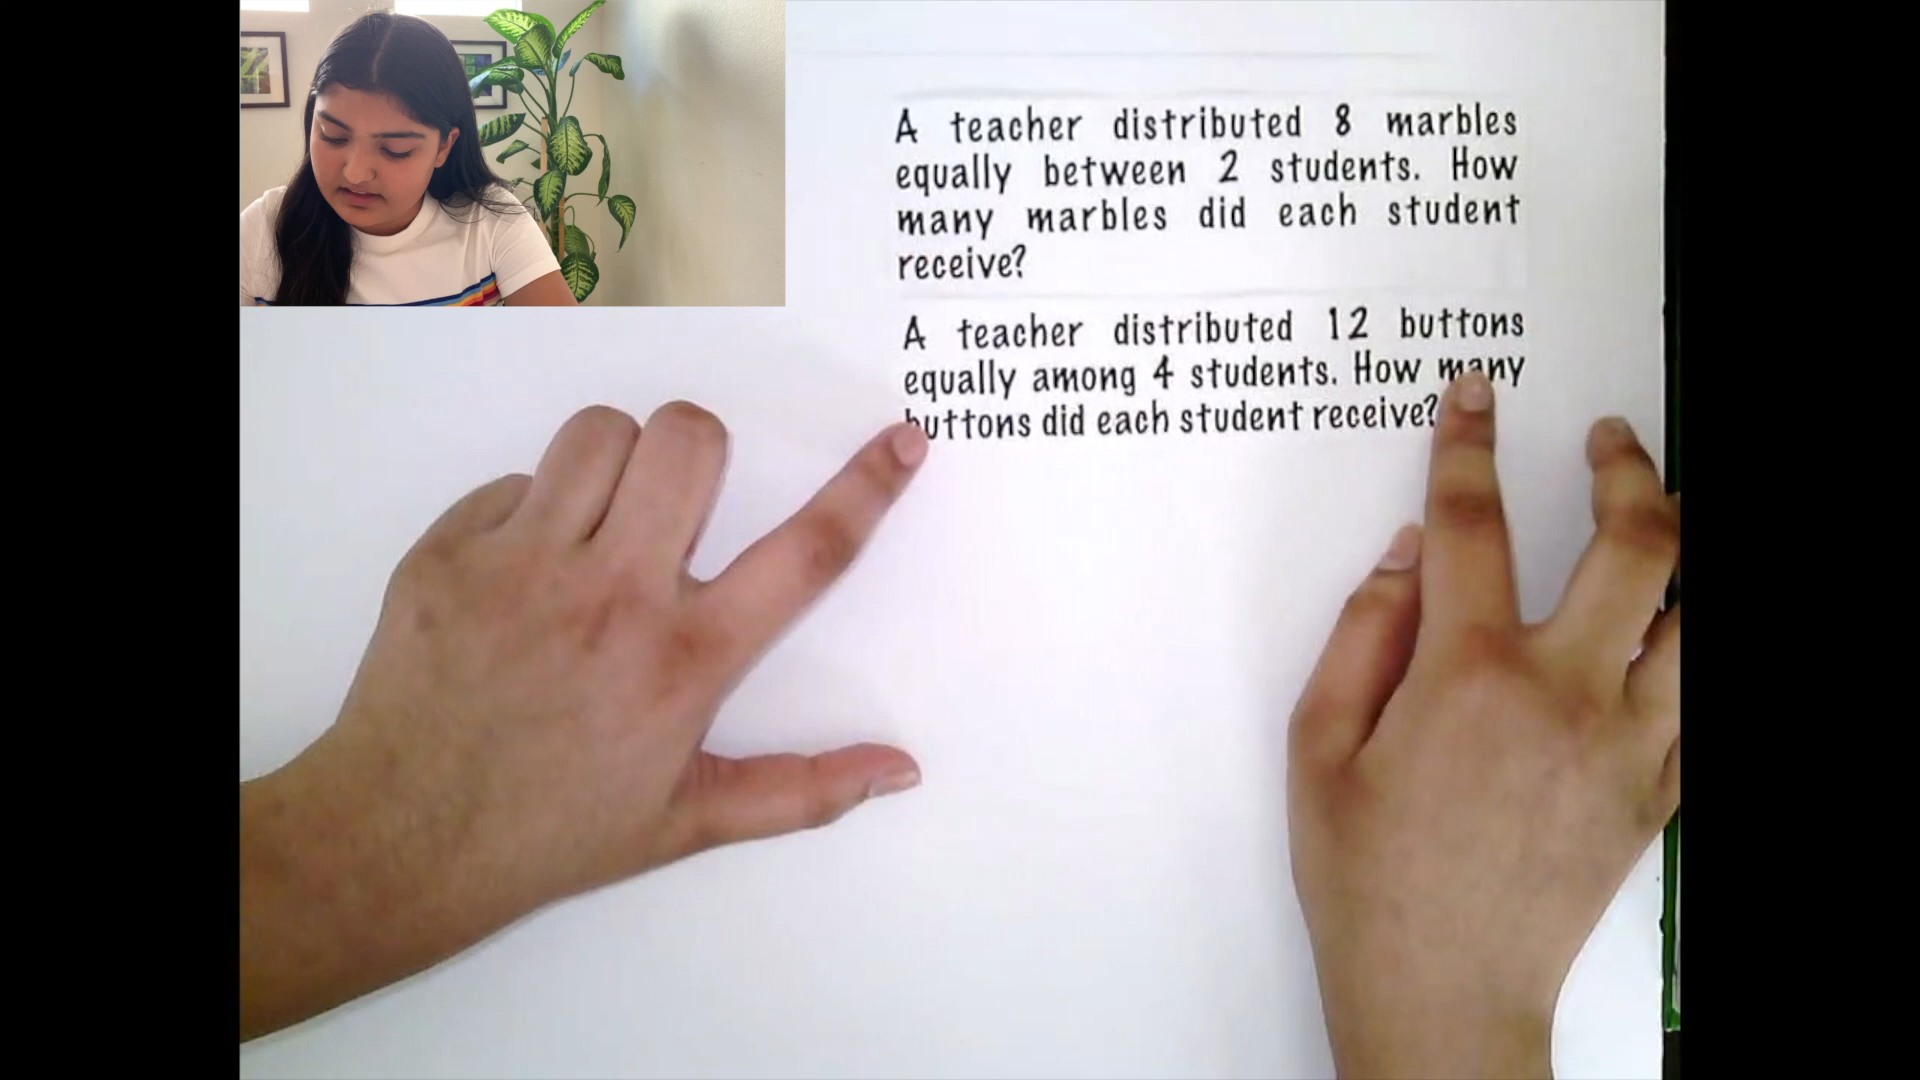 A teacher distributed 8 marbles
equally between 2 students. How
many marbles did each student
receive?
A teacher distributed 12 buttons
equally among 4 students. How many
buttons did each student receive?